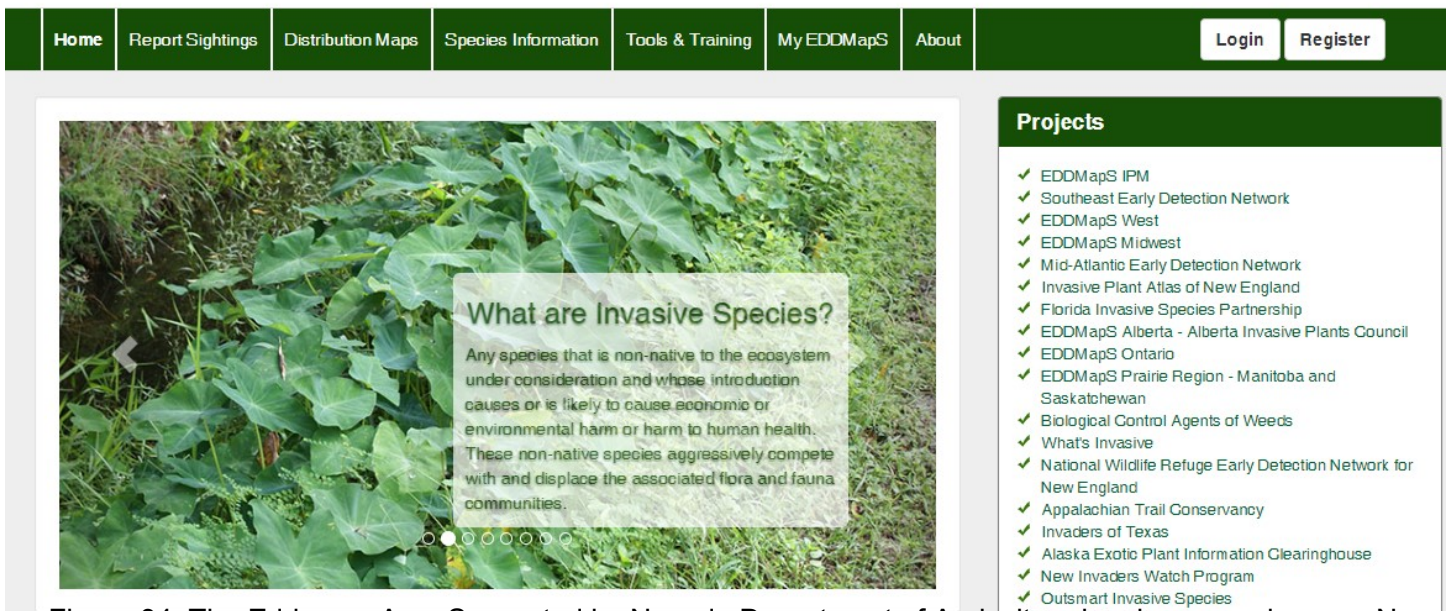 Home Report Sightings Distribution Maps Species Information Tools & Training My EDDMapS About Login Register
What are Invasive Species?
Any species that is non-native to the ecosystem
under consideration and whose introduction
causes or is likely to cause economic or
environmental harm or harm to human health.
These non-native species aggressively compete
with and displace the associated flora and fauna
communities.
Projects
EDDMapS IPM
Southeast Early Detection Network
EDDMapS West
EDDMapS Midwest
Mid-Atlantic Early Detection Network
Invasive Plant Atlas of New England
Florida Invasive Species Partnership
EDDMapS Alberta - Alberta Invasive Plants Council
EDDMapS Ontario
EDDMapS Prairie Region - Manitoba and
Saskatchewan
Biological Control Agents of Weeds
What's Invasive
National Wildlife Refuge Early Detection Network for
New England
Appalachian Trail Conservancy
Invaders of Texas
Alaska Exotic Plant Information Clearinghouse
New Invaders Watch Program
Outsmart Invasive Species